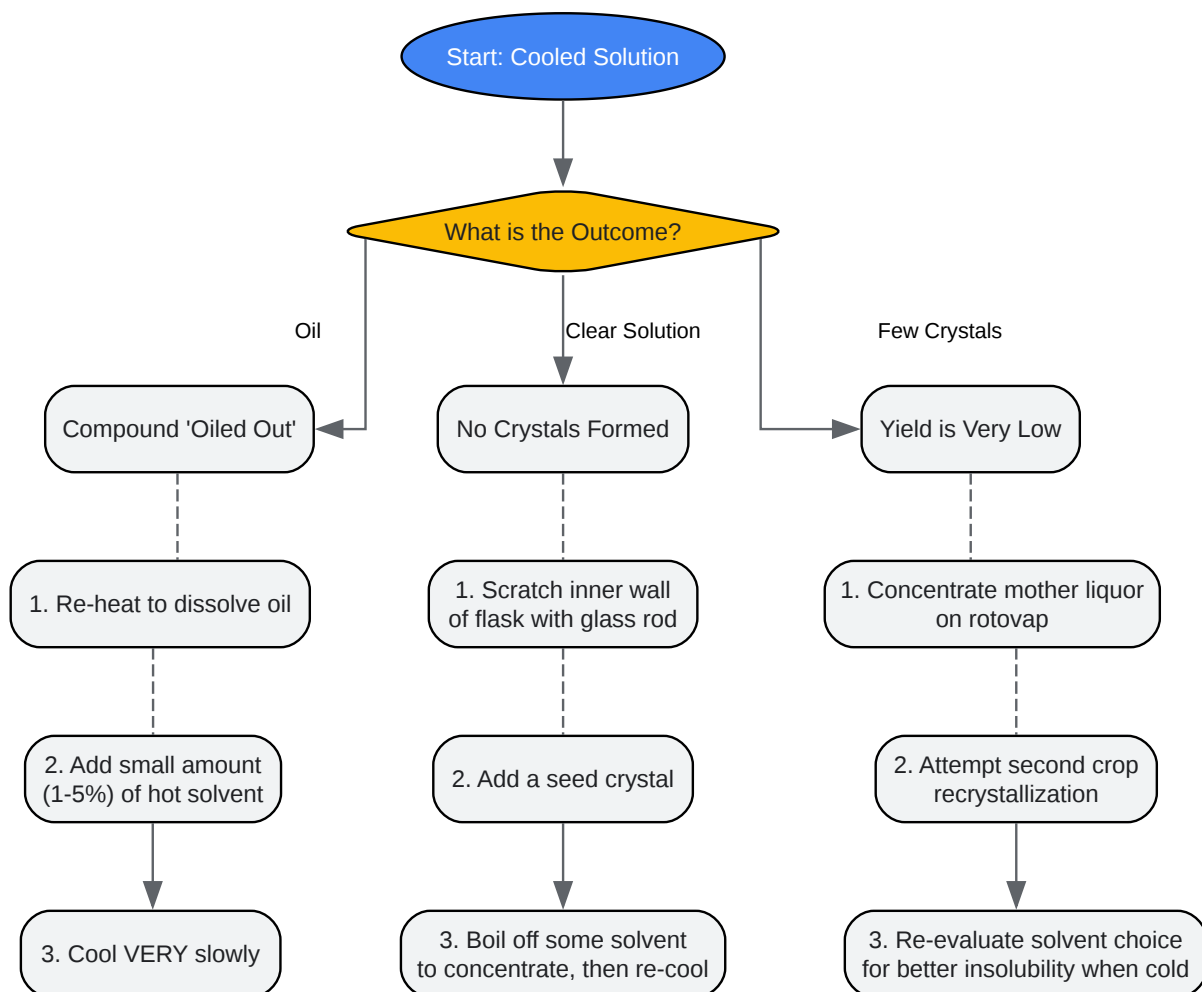 Start: Cooled Solution
What is the Outcome?
Oil
Clear Solution
Few Crystals
Compound 'Oiled Out'
No Crystals Formed
Yield is Very Low
1. Re-heat to dissolve oil
1. Scratch inner wall
of flask with glass rod
1. Concentrate mother liquor
on rotovap
2. Add small amount
(1-5%) of hot solvent
2. Add a seed crystal
2. Attempt second crop
recrystallization
3. Cool VERY slowly
3. Boil off some solvent
to concentrate, then re-cool
3. Re-evaluate solvent choice
for better insolubility when cold